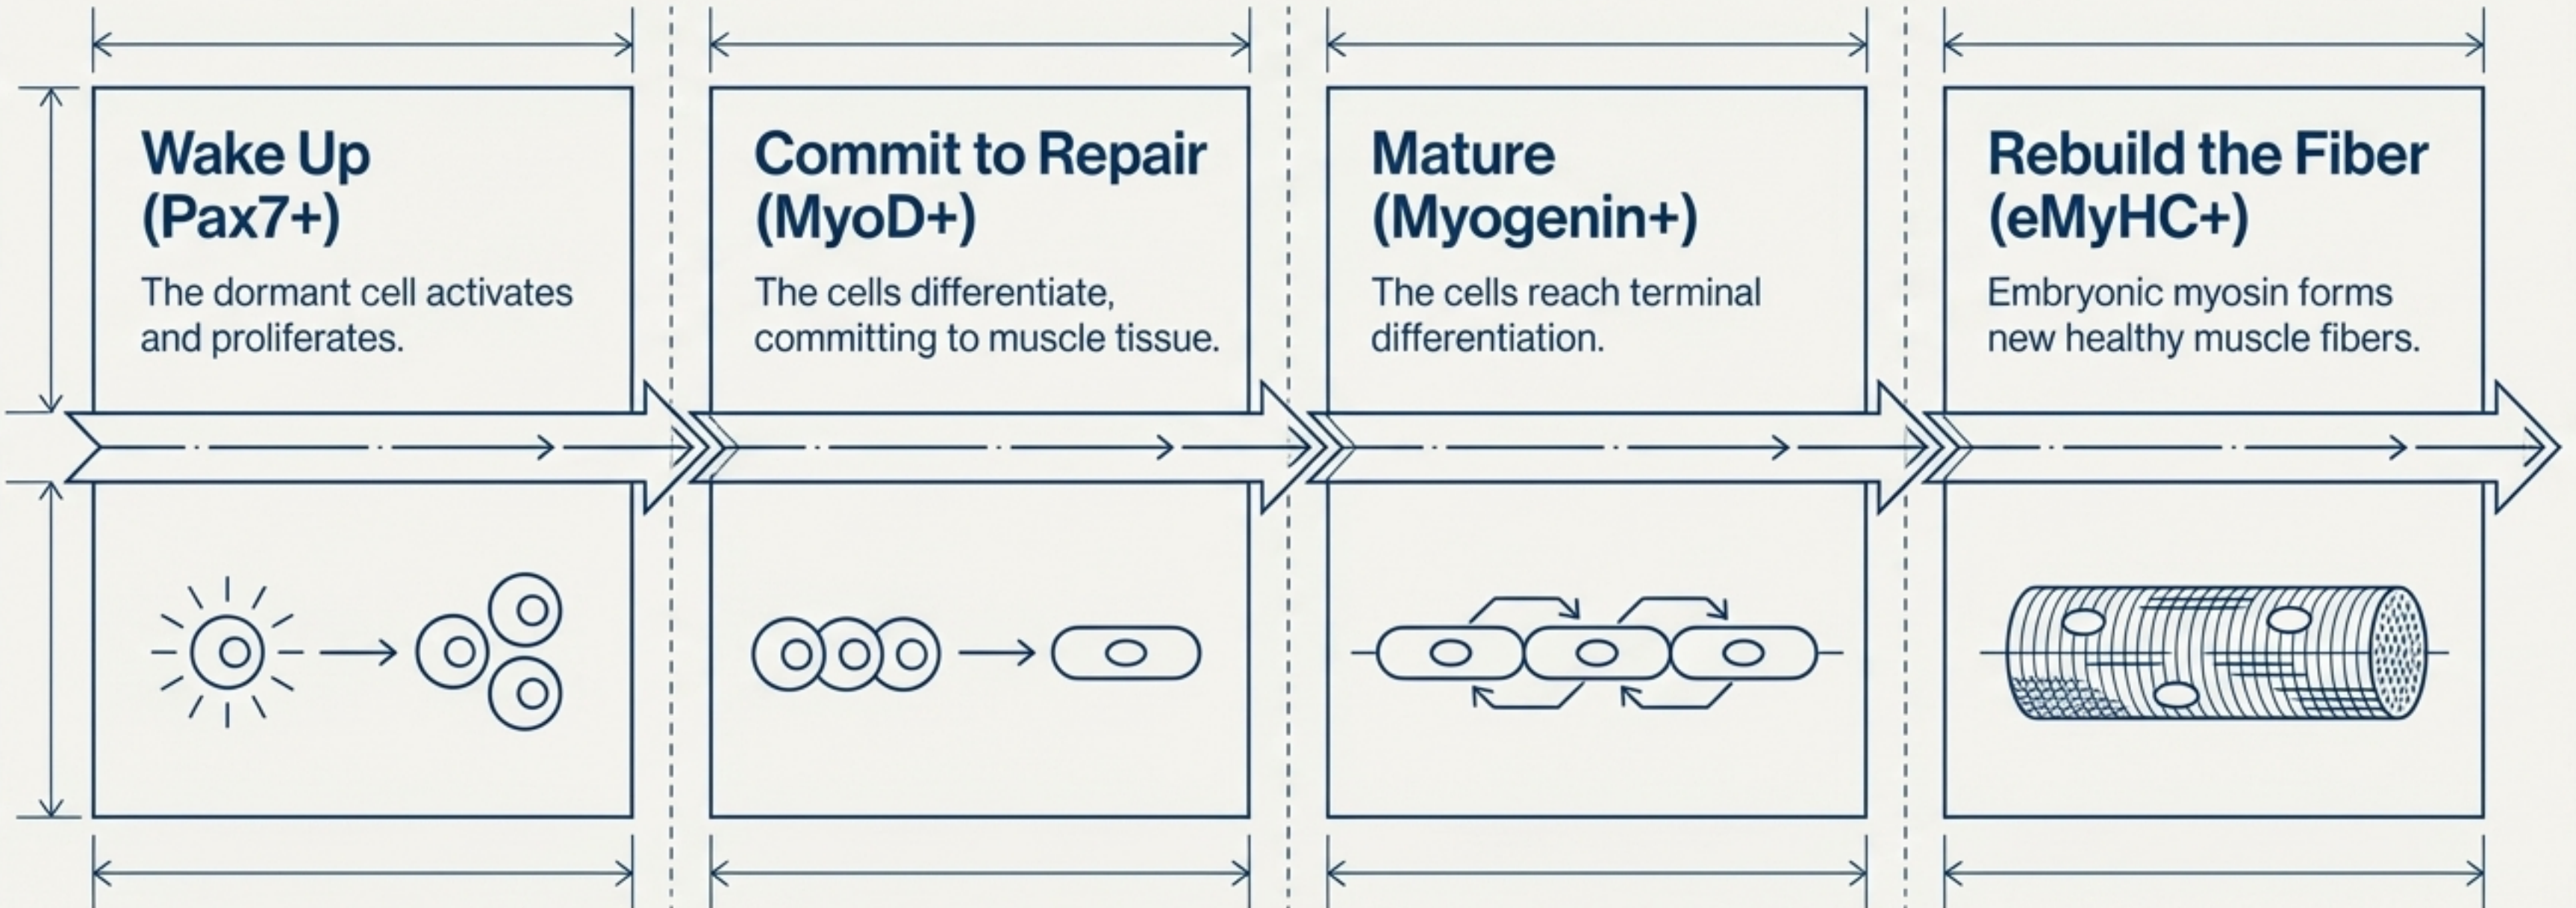 Wake Up
(Pax7+)
The dormant cell activates
and proliferates.
Commit to Repair
(MyoD+)
The cells differentiate,
committing to muscle tissue.
Mature
(Myogenin+)
The cells reach terminal
differentiation.
Rebuild the Fiber
(eMyHC+)
Embryonic myosin forms
new healthy muscle fibers.